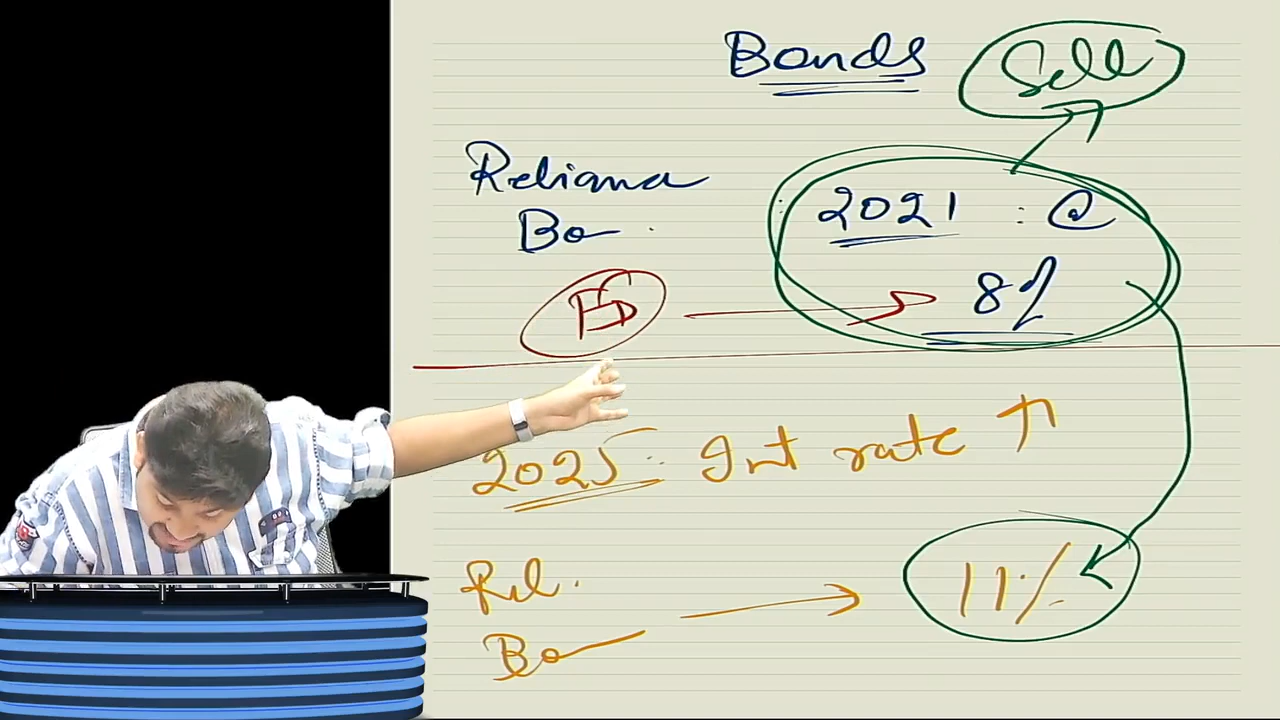 Bonds
Sell
Reliance
Bo
2021 : @
8%
FD
2025 : Int rate ↑
Rel.
Bo
11%